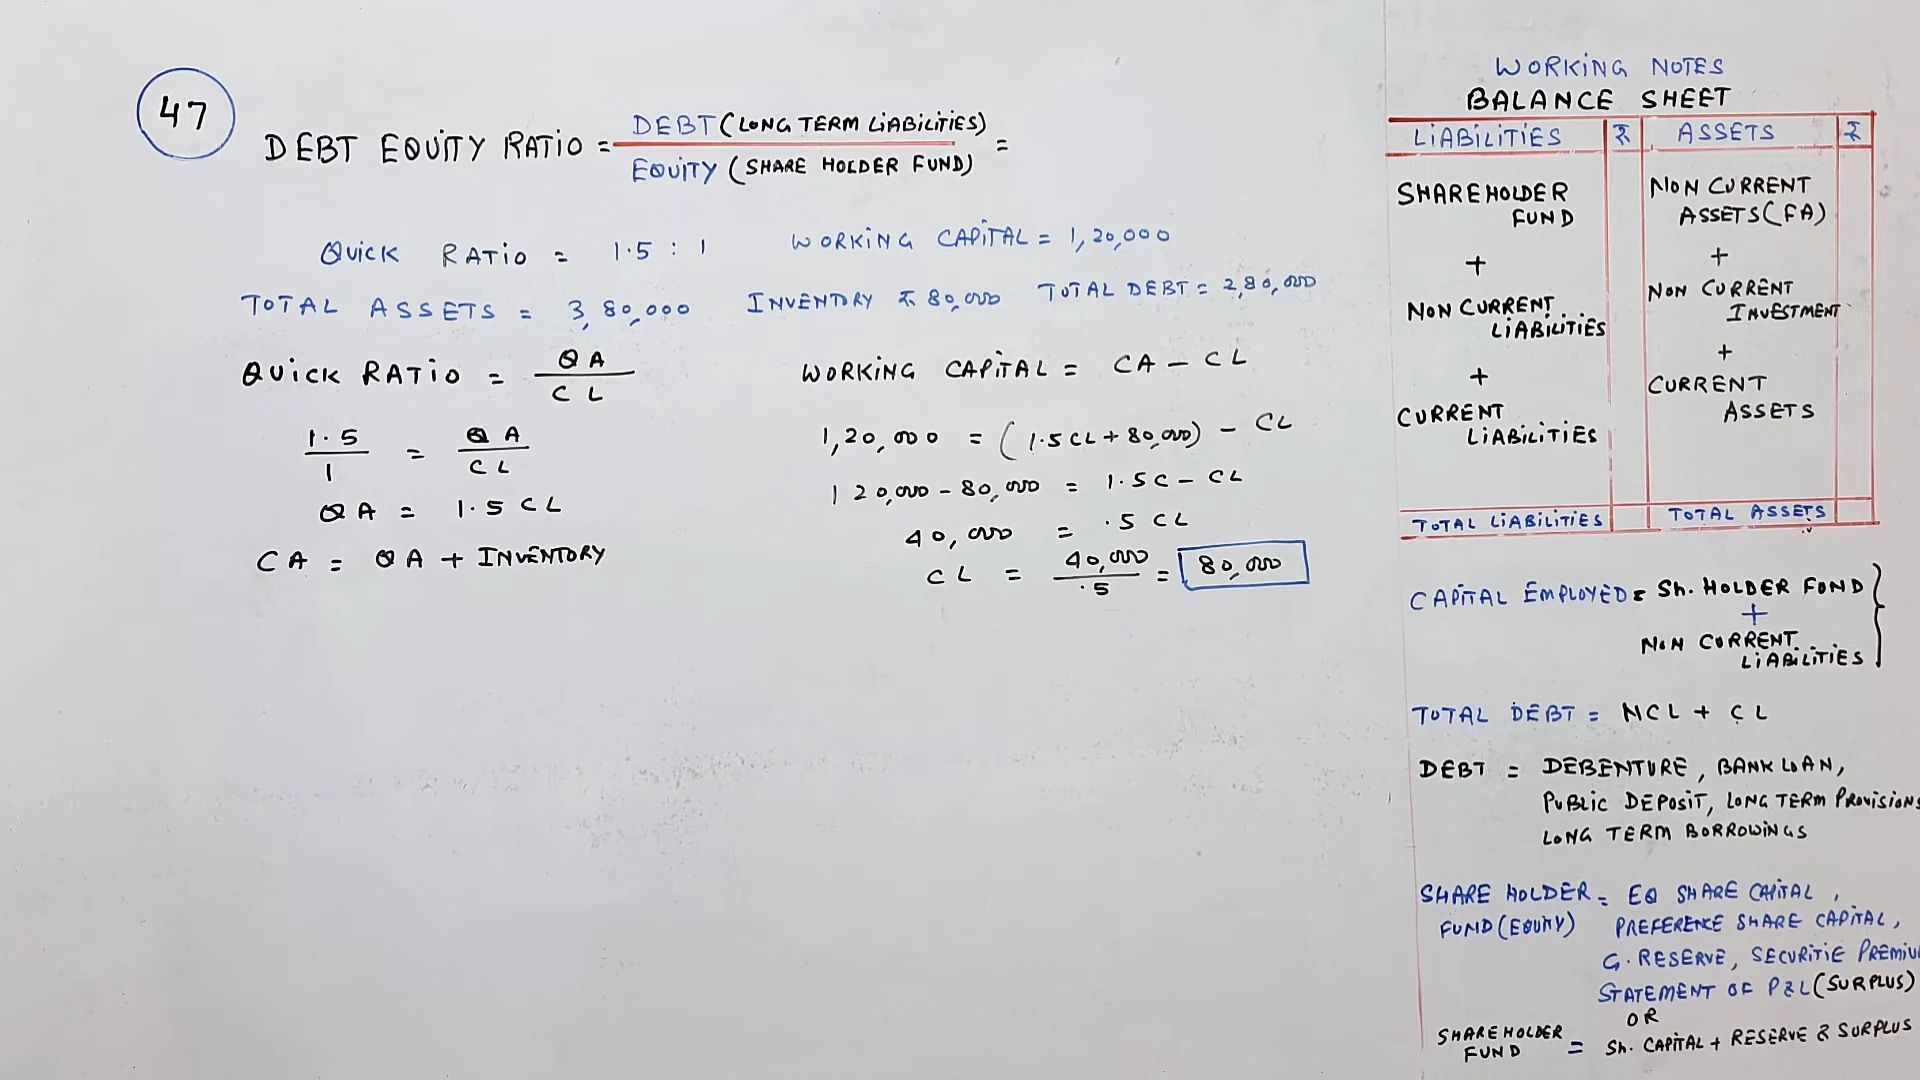 47
DEBT EQUITY RATIO = DEBT (LONG TERM LIABILITIES) / EQUITY (SHARE HOLDER FUND) =
QUICK RATIO = 1.5 : 1 WORKING CAPITAL = 1,20,000
TOTAL ASSETS = 3,80,000 INVENTORY ₹ 80,000 TOTAL DEBT = 2,80,000
QUICK RATIO = QA / CL
1.5 / 1 = QA / CL
QA = 1.5 CL
CA = QA + INVENTORY
WORKING CAPITAL = CA - CL
1,20,000 = (1.5 CL + 80,000) - CL
120,000 - 80,000 = 1.5C - CL
40,000 = .5 CL
CL = 40,000 / .5 = 80,000
WORKING NOTES
BALANCE SHEET
LIABILITIES ₹ ASSETS ₹
SHAREHOLDER
FUND
+
NON CURRENT
LIABILITIES
+
CURRENT
LIABILITIES
NON CURRENT
ASSETS (FA)
+
NON CURRENT
INVESTMENT
+
CURRENT
ASSETS
TOTAL LIABILITIES TOTAL ASSETS
CAPITAL EMPLOYED = Sh. HOLDER FOND
+
NON CURRENT
LIABILITIES
TOTAL DEBT = NCL + CL
DEBT = DEBENTURE, BANK LOAN,
PUBLIC DEPOSIT, LONG TERM PROVISIONS
LONG TERM BORROWINGS
SHARE HOLDER = EQ SHARE CAPITAL,
FUND (EQUITY) PREFERENCE SHARE CAPITAL,
G. RESERVE, SECURITIE PREMIU
STATEMENT OF P&L (SURPLUS)
OR
SHAREHOLDER
FUND = Sh. CAPITAL + RESERVE & SURPLUS